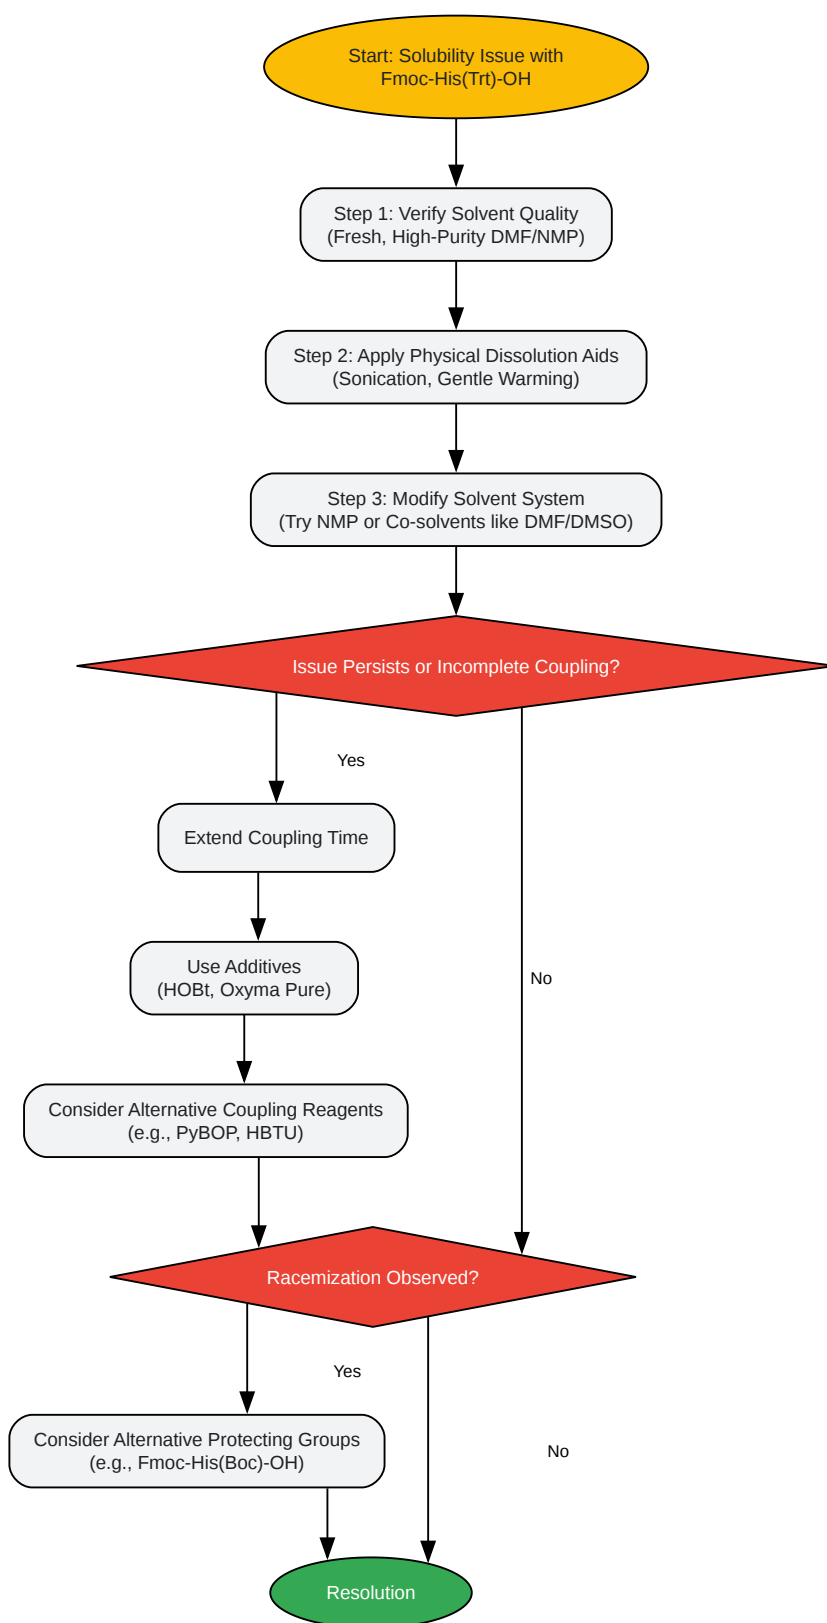 Start: Solubility Issue with
Fmoc-His(Trt)-OH
Step 1: Verify Solvent Quality
(Fresh, High-Purity DMF/NMP)
Step 2: Apply Physical Dissolution Aids
(Sonication, Gentle Warming)
Step 3: Modify Solvent System
(Try NMP or Co-solvents like DMF/DMSO)
Issue Persists or Incomplete Coupling?
Yes
Extend Coupling Time
Use Additives
(HOBt, Oxyma Pure)
No
Consider Alternative Coupling Reagents
(e.g., PyBOP, HBTU)
Racemization Observed?
Yes
Consider Alternative Protecting Groups
(e.g., Fmoc-His(Boc)-OH)
No
Resolution